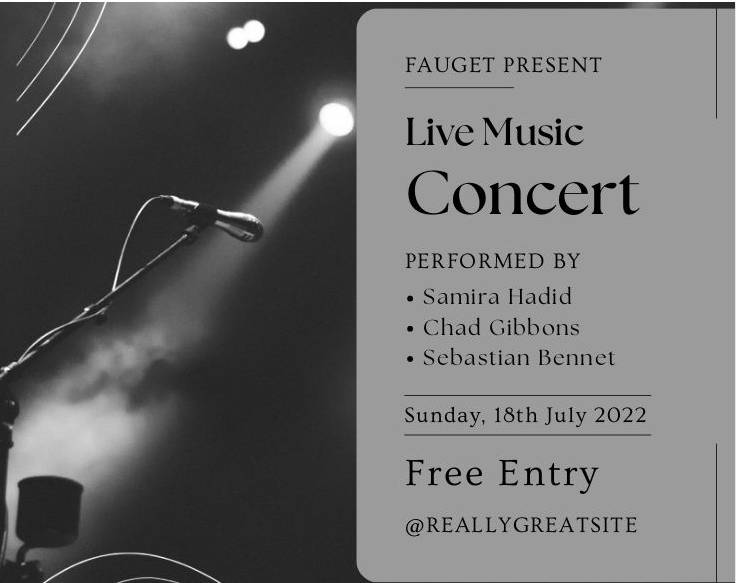 FAUGET PRESENT
Live Music
Concert
PERFORMED BY
• Samira Hadid
• Chad Gibbons
• Sebastian Bennet
Sunday, 18th July 2022
Free Entry
@REALLYGREATSITE